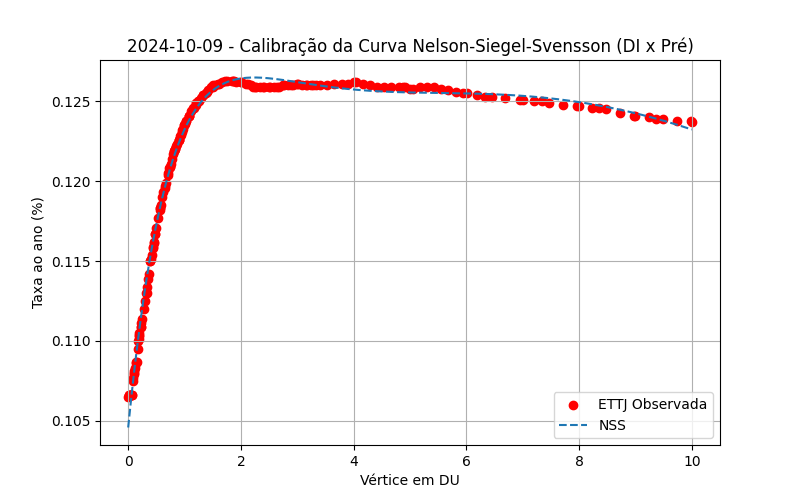 2024-10-09 - Calibração da Curva Nelson-Siegel-Svensson (DI x Pré)
Taxa ao ano (%)
0.125
0.120
0.115
0.110
0.105
0 2 4 6 8 10
Vértice em DU
ETTJ Observada
NSS